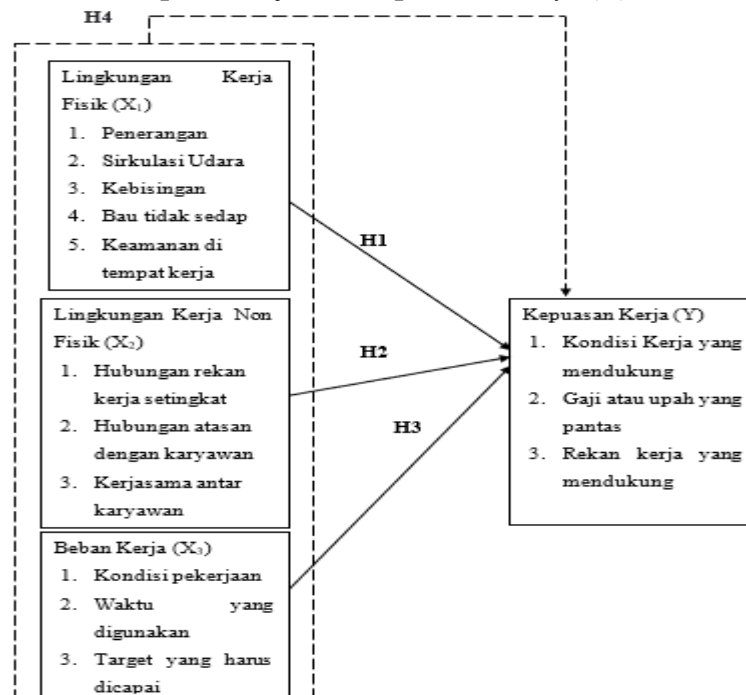 H4
Lingkungan Kerja
Fisik (X₁)
1. Penerangan
2. Sirkulasi Udara
3. Kebisingan
4. Bau tidak sedap
5. Keamanan di
tempat kerja
H1
Lingkungan Kerja Non
Fisik (X₂)
1. Hubungan rekan
kerja setingkat
2. Hubungan atasan
dengan karyawan
3. Kerjasama antar
karyawan
H2
H3
Beban Kerja (X₃)
1. Kondisi pekerjaan
2. Waktu yang
digunakan
3. Target yang harus
dicapai
Kepuasan Kerja (Y)
1. Kondisi Kerja yang
mendukung
2. Gaji atau upah yang
pantas
3. Rekan kerja yang
mendukung